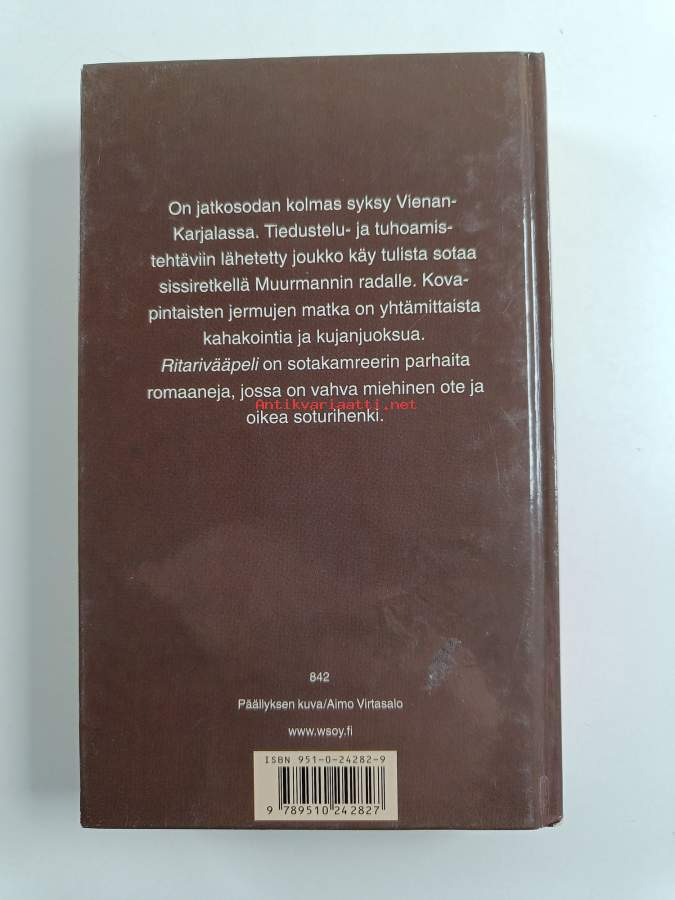 On jatkosodan kolmas syksy Vienan-
Karjalassa. Tiedustelu- ja tuhoamis-
tehtäviin lähetetty joukko käy tulista sotaa
sissiretkellä Muurmannin radalle. Kova-
pintaisten jermujen matka on yhtämittaista
kahakointia ja kujanjuoksua.
Ritarivääpeli on sotakamreerin parhaita
romaaneja, jossa on vahva miehinen ote ja
Antikvariaatti.net
oikea soturihenki.
842
Päällyksen kuva/Aimo Virtasalo
www.wsoy.fi
ISBN 951-0-24282-9
9 789510 242827